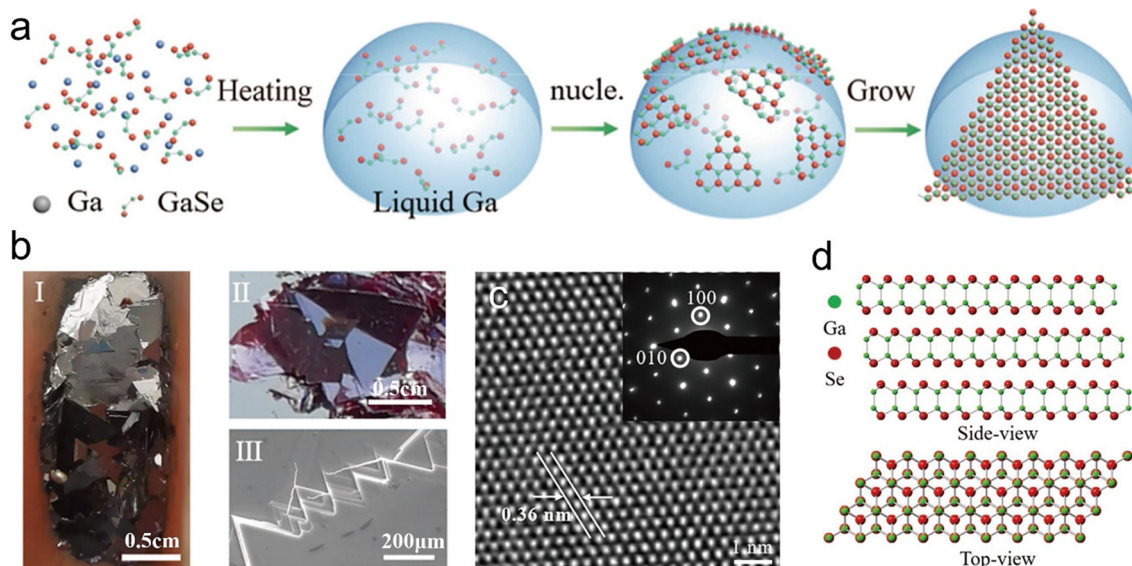 a
Heating
nucle.
Grow
Ga
GaSe
Liquid Ga
b
I
0.5cm
II
0.5cm
III
200μm
c
100
010
0.36 nm
1 nm
d
Ga
Se
Side-view
Top-view